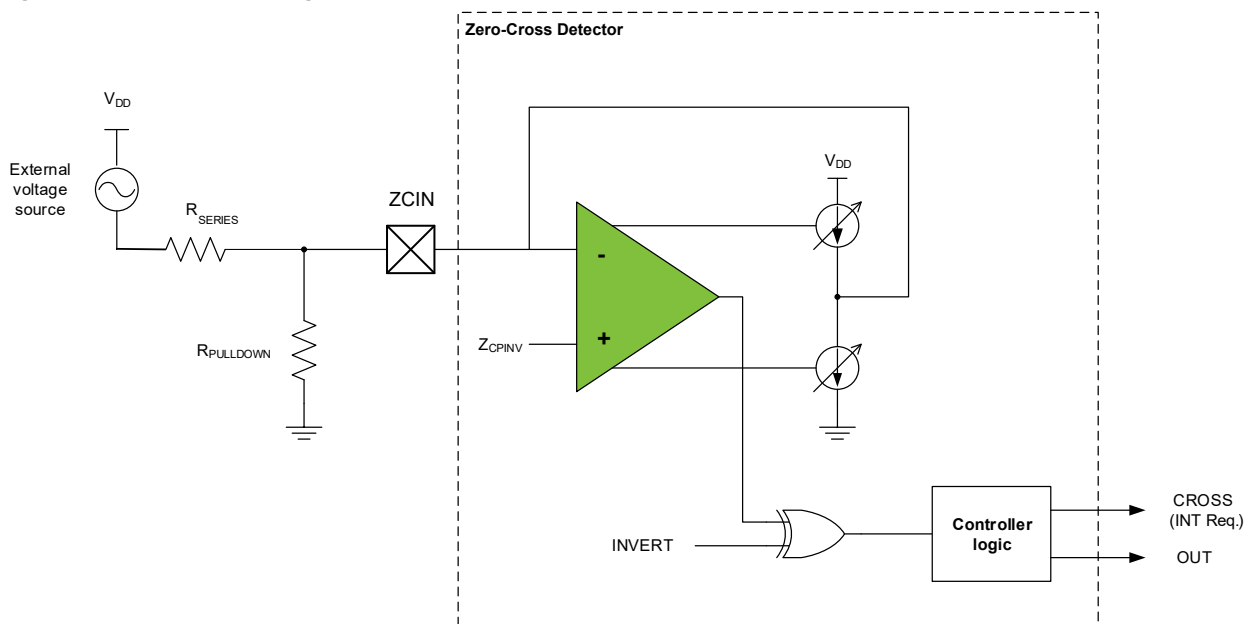 Zero-Cross Detector
VDD
External
voltage
source
RSERIES
ZCIN
VDD
-
+
RPULLDOWN
ZCPINV
INVERT
Controller
logic
CROSS
(INT Req.)
OUT